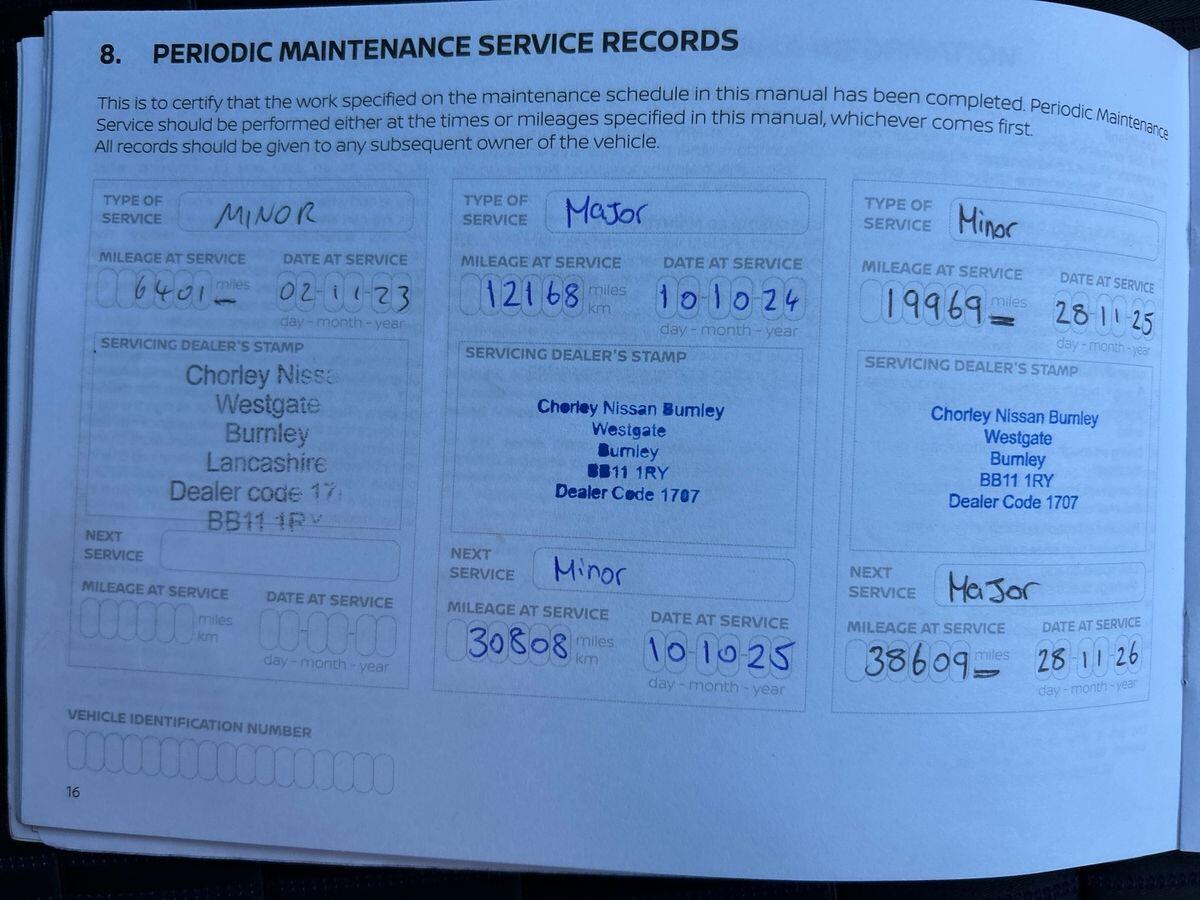 8. PERIODIC MAINTENANCE SERVICE RECORDS
This is to certify that the work specified on the maintenance schedule in this manual has been completed. Periodic Maintenance
Service should be performed either at the times or mileages specified in this manual, whichever comes first.
All records should be given to any subsequent owner of the vehicle.
TYPE OF
SERVICE MINOR
MILEAGE AT SERVICE DATE AT SERVICE
6401 miles 02-11-23
day - month - year
SERVICING DEALER'S STAMP
Chorley Nissa
Westgate
Burnley
Lancashire
Dealer code 17
BB11 1RY
NEXT
SERVICE
MILEAGE AT SERVICE DATE AT SERVICE
miles
km
day - month - year
TYPE OF
SERVICE Major
MILEAGE AT SERVICE DATE AT SERVICE
12168 miles 10-10-24
km
day - month - year
SERVICING DEALER'S STAMP
Chorley Nissan Burnley
Westgate
Burnley
BB11 1RY
Dealer Code 1707
NEXT
SERVICE Minor
MILEAGE AT SERVICE DATE AT SERVICE
30808 miles 10-10-25
km
day - month - year
TYPE OF
SERVICE Minor
MILEAGE AT SERVICE DATE AT SERVICE
19969 miles 28-11-25
day - month - year
SERVICING DEALER'S STAMP
Chorley Nissan Burnley
Westgate
Burnley
BB11 1RY
Dealer Code 1707
NEXT
SERVICE Major
MILEAGE AT SERVICE DATE AT SERVICE
38609 miles 28-11-26
day - month - year
VEHICLE IDENTIFICATION NUMBER
16